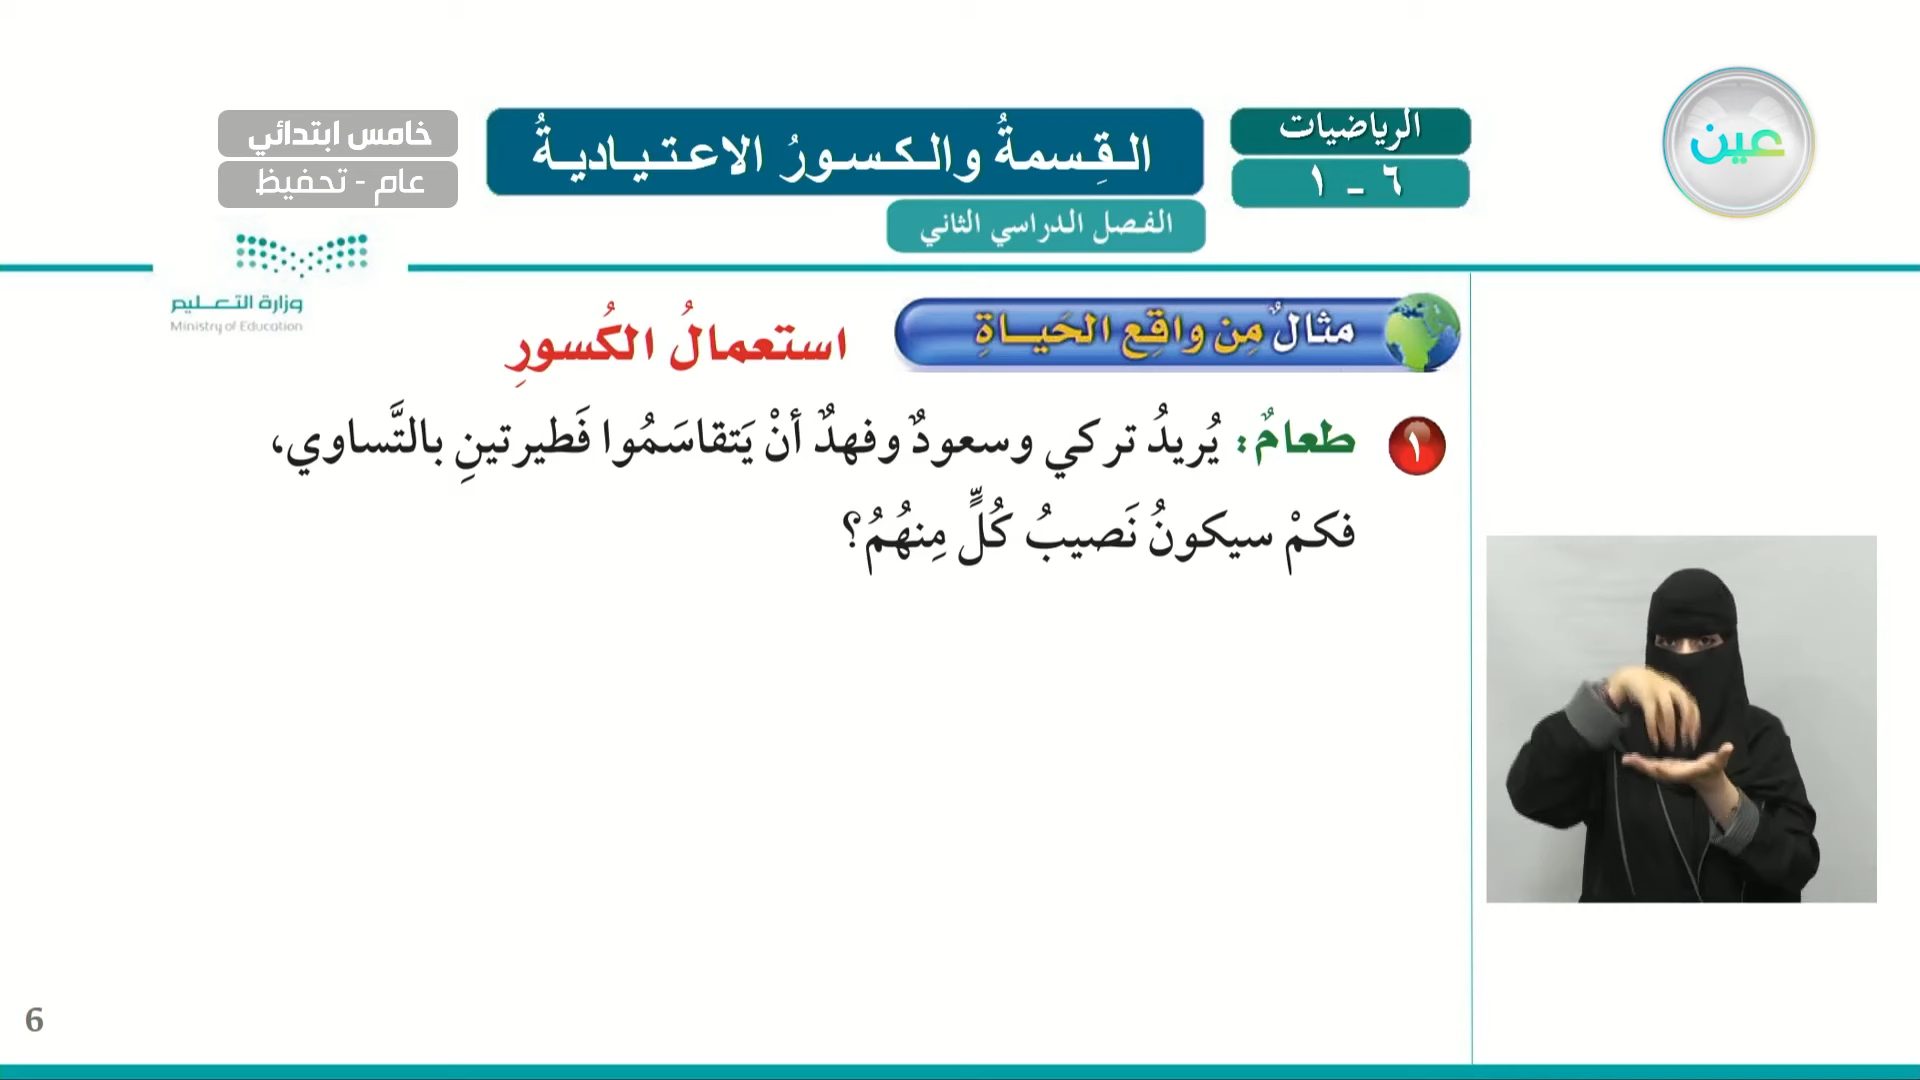 عين
الرياضيات
٦ - ١
القِسمةُ والكسورُ الاعتياديةُ
الفصل الدراسي الثاني
خامس ابتدائي
عام - تحفيظ
وزارة التعليم
Ministry of Education
مثالٌ مِن واقِع الحَياةِ
استعمالُ الكُسورِ
١ طعامٌ: يُريدُ تركي وسعودٌ وفهدٌ أنْ يَتقاسَمُوا فَطيرتينِ بالتَّساوي،
فكمْ سيكونُ نَصيبُ كُلٍّ مِنهُمُ؟
6